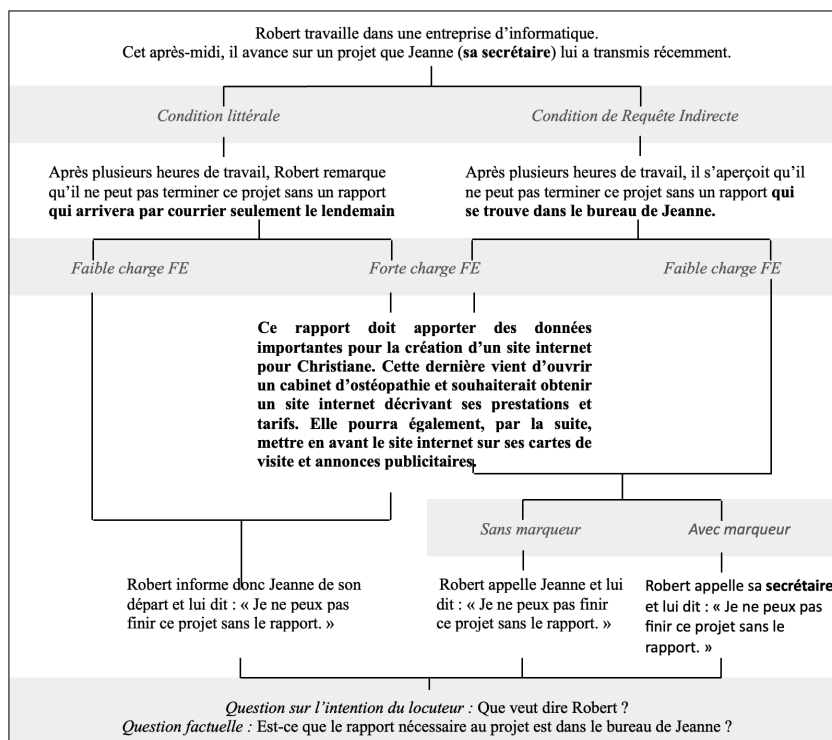 Robert travaille dans une entreprise d’informatique.
Cet après-midi, il avance sur un projet que Jeanne (sa secrétaire) lui a transmis récemment.
Condition littérale
Condition de Requête Indirecte
Après plusieurs heures de travail, Robert remarque
qu’il ne peut pas terminer ce projet sans un rapport
qui arrivera par courrier seulement le lendemain
Après plusieurs heures de travail, il s’aperçoit qu’il
ne peut pas terminer ce projet sans un rapport qui
se trouve dans le bureau de Jeanne.
Faible charge FE
Forte charge FE
Faible charge FE
Ce rapport doit apporter des données
importantes pour la création d’un site internet
pour Christiane. Cette dernière vient d’ouvrir
un cabinet d’ostéopathie et souhaiterait obtenir
un site internet décrivant ses prestations et
tarifs. Elle pourra également, par la suite,
mettre en avant le site internet sur ses cartes de
visite et annonces publicitaires.
Sans marqueur
Avec marqueur
Robert informe donc Jeanne de son
départ et lui dit : « Je ne peux pas
finir ce projet sans le rapport. »
Robert appelle Jeanne et lui
dit : « Je ne peux pas finir
ce projet sans le rapport. »
Robert appelle sa secrétaire
et lui dit : « Je ne peux pas
finir ce projet sans le
rapport. »
Question sur l’intention du locuteur : Que veut dire Robert ?
Question factuelle : Est-ce que le rapport nécessaire au projet est dans le bureau de Jeanne ?